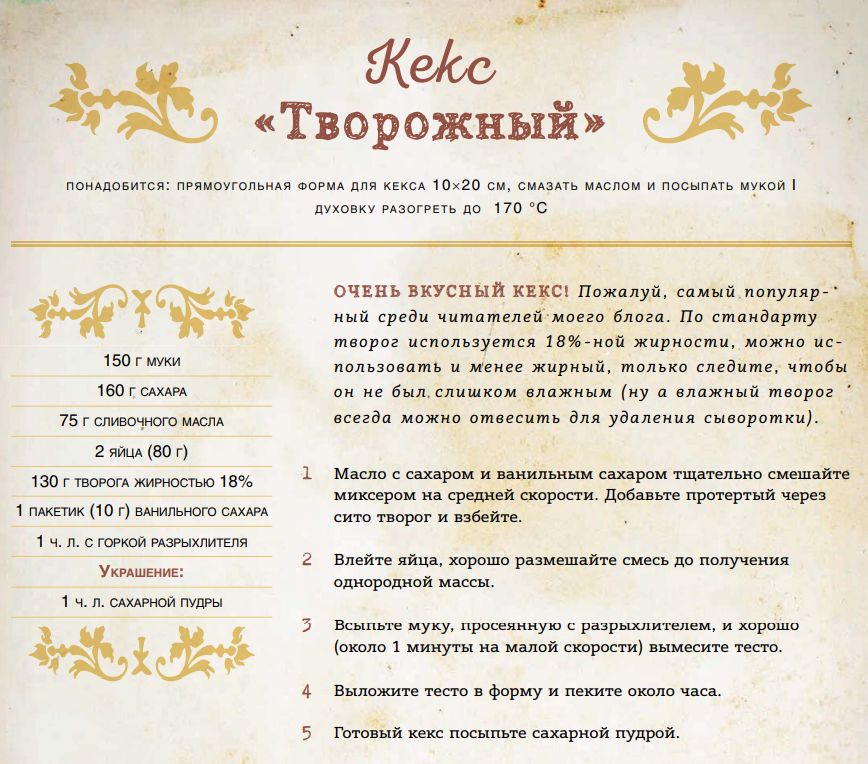 Кекс
«Творожный»
понадобится: прямоугольная форма для кекса 10×20 см, смазать маслом и посыпать мукой I
духовку разогреть до 170 °C
150 г муки
160 г сахара
75 г сливочного масла
2 яйца (80 г)
130 г творога жирностью 18%
1 пакетик (10 г) ванильного сахара
1 ч. л. с горкой разрыхлителя
Украшение:
1 ч. л. сахарной пудры
ОЧЕНЬ ВКУСНЫЙ КЕКС! Пожалуй, самый популяр-
ный среди читателей моего блога. По стандарту
творог используется 18%-ной жирности, можно ис-
пользовать и менее жирный, только следите, чтобы
он не был слишком влажным (ну а влажный творог
всегда можно отвесить для удаления сыворотки).
1 Масло с сахаром и ванильным сахаром тщательно смешайте
миксером на средней скорости. Добавьте протертый через
сито творог и взбейте.
2 Влейте яйца, хорошо размешайте смесь до получения
однородной массы.
3 Всыпьте муку, просеянную с разрыхлителем, и хорошо
(около 1 минуты на малой скорости) вымесите тесто.
4 Выложите тесто в форму и пеките около часа.
5 Готовый кекс посыпьте сахарной пудрой.